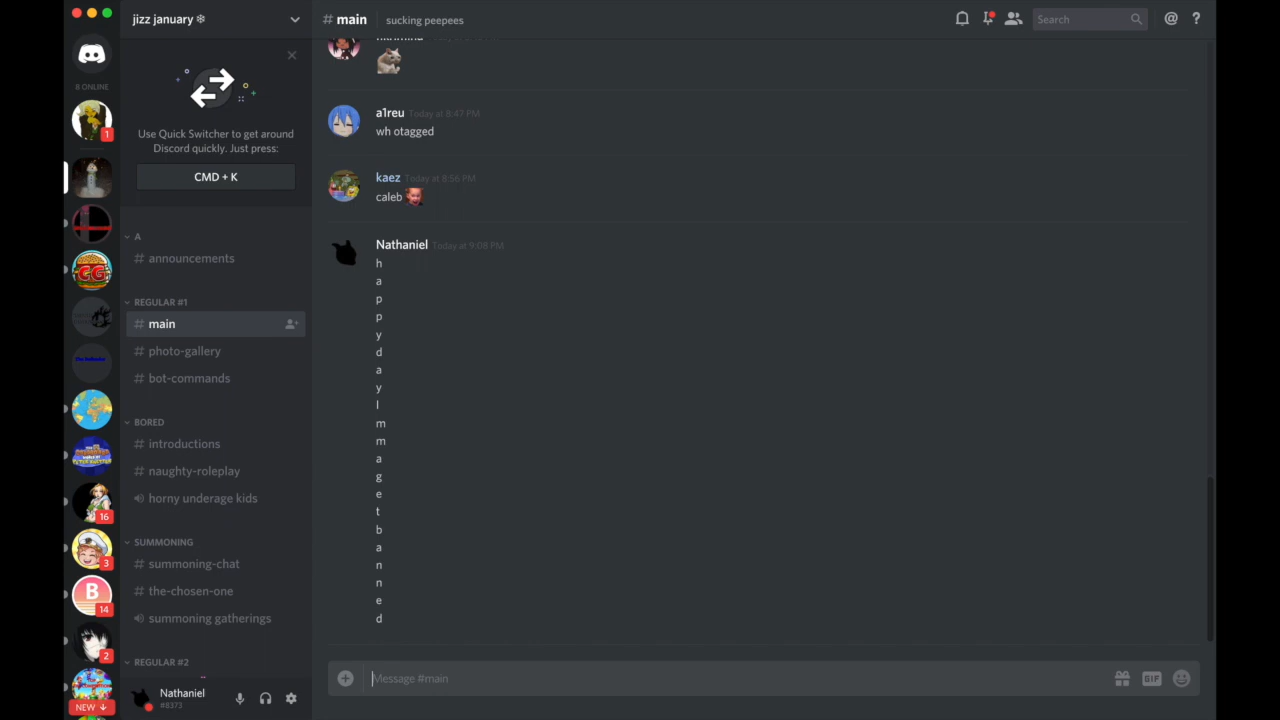 jizz january ❄
# main
sucking peepees
Search
8 ONLINE
1
Use Quick Switcher to get around
Discord quickly. Just press:
CMD + K
A
# announcements
REGULAR #1
# main
# photo-gallery
# bot-commands
BORED
# introductions
# naughty-roleplay
horny underage kids
SUMMONING
# summoning-chat
# the-chosen-one
summoning gatherings
REGULAR #2
CG
16
3
B
14
2
NEW ↓
Nathaniel
#8373
a1reu Today at 8:47 PM
wh otagged
kaez Today at 8:56 PM
caleb
Nathaniel Today at 9:08 PM
h
a
p
p
y
d
a
y
l
m
m
a
g
e
t
b
a
n
n
e
d
Message #main
GIF